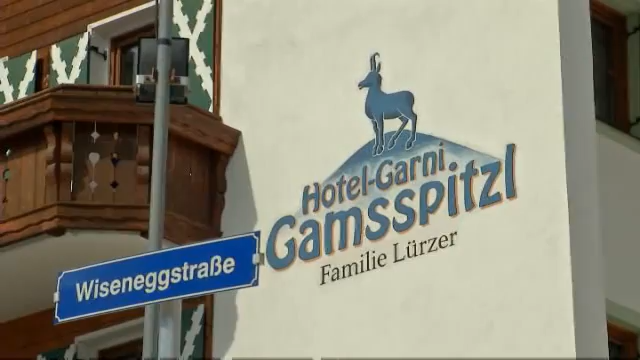 Hotel-Garni
Gamsspitzl
Familie Lürzer
Wiseneggstraße